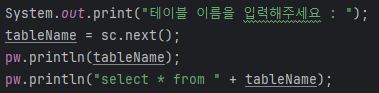 System.out.print("테이블 이름을 입력해주세요 : ");
tableName = sc.next();
pw.println(tableName);
pw.println("select * from " + tableName);